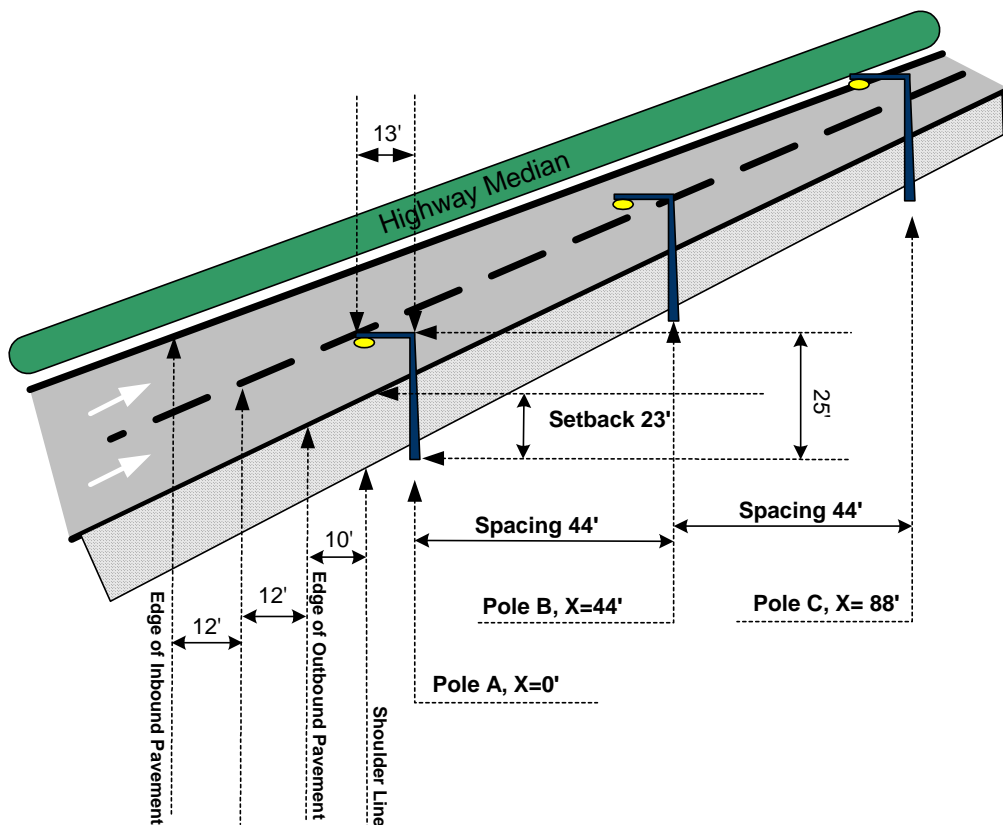 13'
Highway Median
Setback 23'
25'
Spacing 44'
Spacing 44'
10'
12'
12'
Pole B, X=44'
Pole C, X= 88'
Pole A, X=0'
Edge of Inbound Pavement
Edge of Outbound Pavement
Shoulder Line